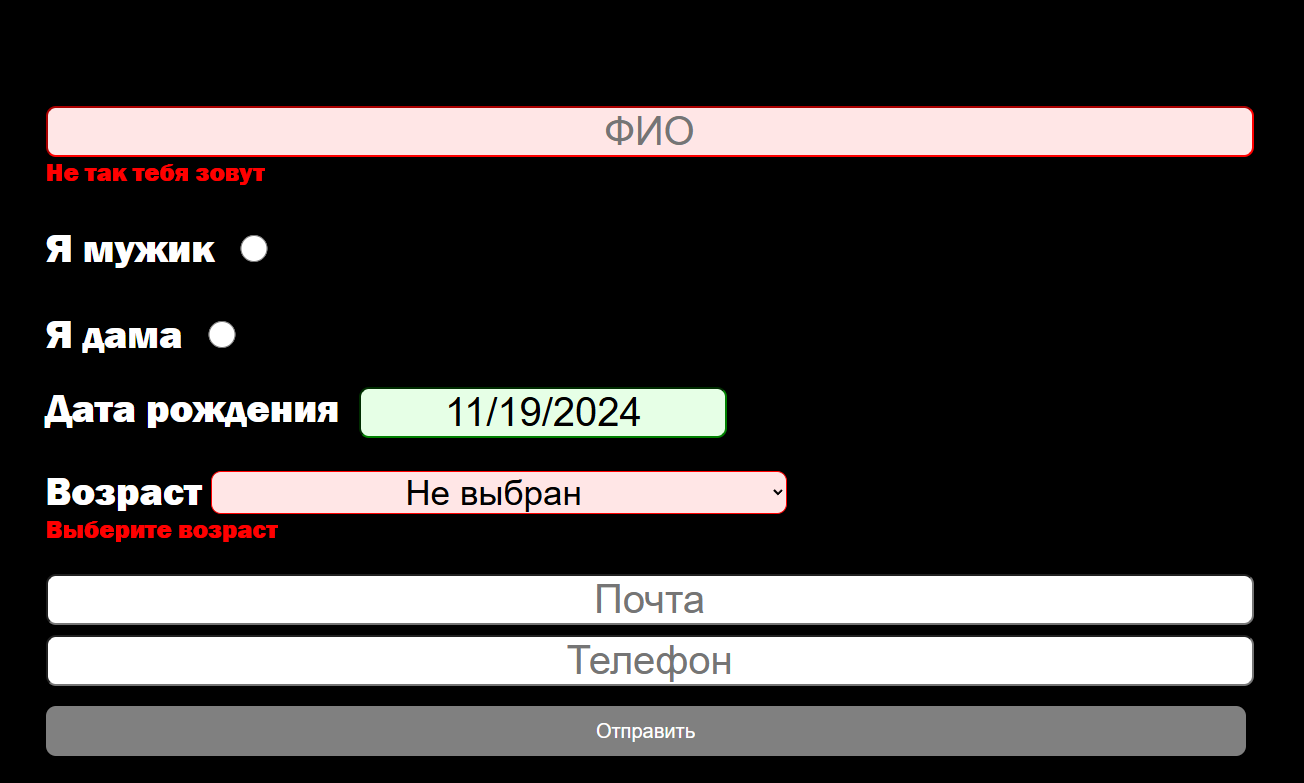 ФИО
Не так тебя зовут
Я мужик
Я дама
Дата рождения 11/19/2024
Возраст Не выбран
Выберите возраст
Почта
Телефон
Отправить